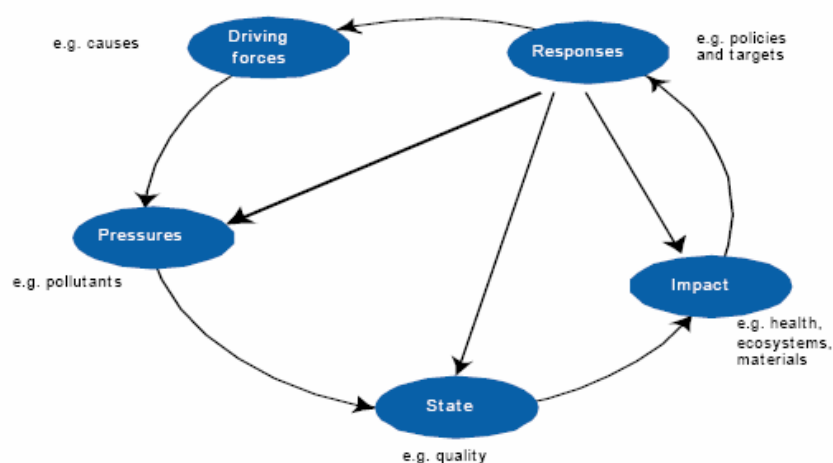 e.g. causes
Driving
forces
Responses
e.g. policies
and targets
Pressures
e.g. pollutants
Impact
e.g. health,
ecosystems,
materials
State
e.g. quality